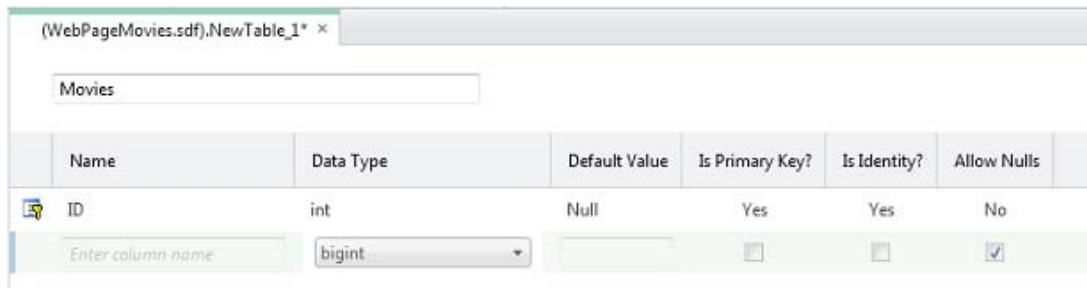 (WebPageMovies.sdf).NewTable_1* ×
Movies
Name Data Type Default Value Is Primary Key? Is Identity? Allow Nulls
ID int Null Yes Yes No
Enter column name bigint